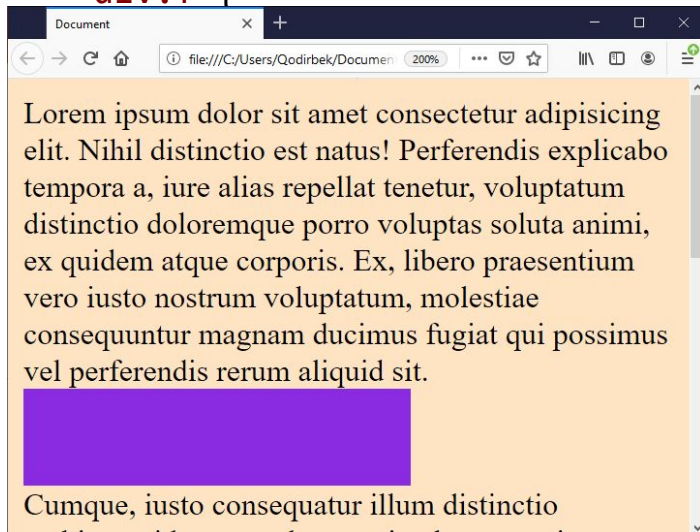 Document
file:///C:/Users/Qodirbek/Documen 200%
Lorem ipsum dolor sit amet consectetur adipisicing
elit. Nihil distinctio est natus! Perferendis explicabo
tempora a, iure alias repellat tenetur, voluptatum
distinctio doloremque porro voluptas soluta animi,
ex quidem atque corporis. Ex, libero praesentium
vero iusto nostrum voluptatum, molestiae
consequuntur magnam ducimus fugiat qui possimus
vel perferendis rerum aliquid sit.
Cumque, iusto consequatur illum distinctio